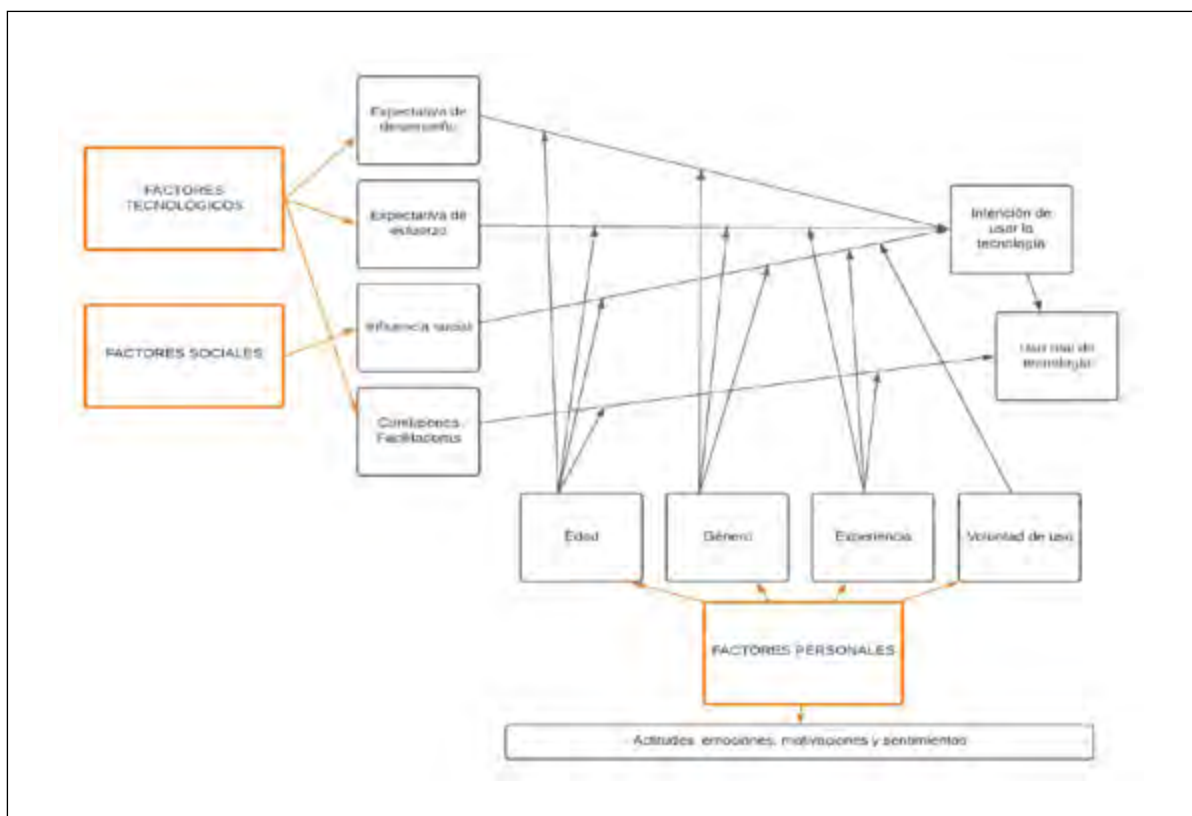 Expectativa de
desempeño
FACTORES
TECNOLÓGICOS
Expectativa de
esfuerzo
Intención de
usar la
tecnología
Influencia social
FACTORES SOCIALES
Uso real de
tecnología
Condiciones
Facilitadoras
Edad
Género
Experiencia
Voluntad de uso
FACTORES PERSONALES
Actitudes, emociones, motivaciones y sentimientos